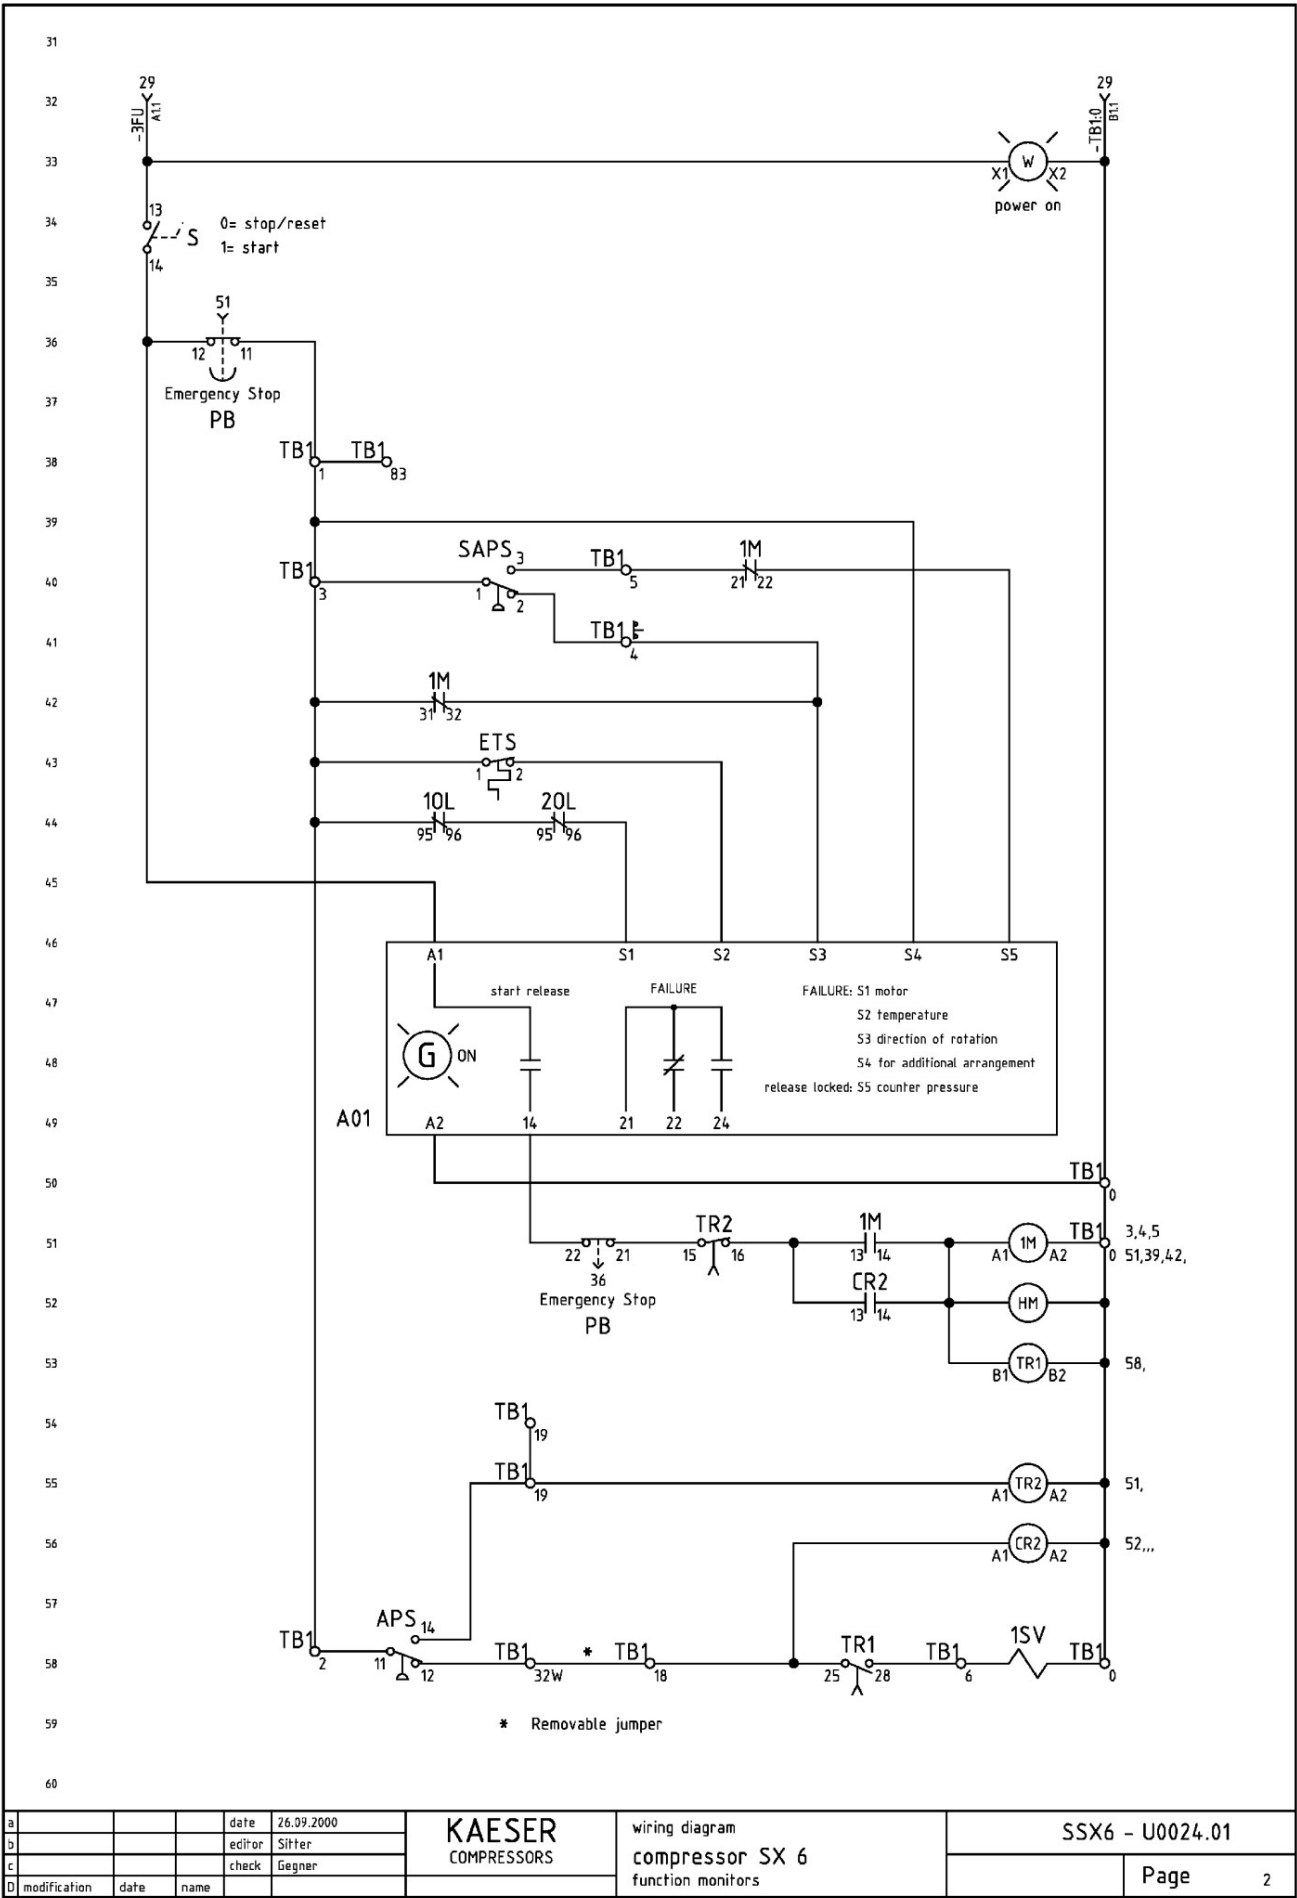 31
29 29
32 -3FU A1.1 -TB1:0 B1.1
33 W
X1 X2
power on
13
34 0= stop/reset
S
1= start
14
35
51
36
12 11
Emergency Stop
37
PB
TB1 TB1
38
1 83
39
SAPS 3 TB1 1M
5 21 22
40 TB1
3 1 2
41 TB1
4
1M
42
31 32
ETS
43
1 2
10L 20L
44
95 96 95 96
45
46
A1 S1 S2 S3 S4 S5
start release FAILURE FAILURE: S1 motor
47
S2 temperature
S3 direction of rotation
G ON
48 S4 for additional arrangement
release locked: S5 counter pressure
A01
49 A2 14 21 22 24
TB1
50
0
TR2 1M TB1 3,4,5
51 1M
22 21 15 16 13 14 A1 A2 0 51,39,42,
36 CR2
Emergency Stop
52 HM
PB 13 14
53 TR1 58,
B1 B2
TB1
54
19
TB1
55 TR2 51,
19 A1 A2
56 CR2 52,,,
A1 A2
57
APS 14
TB1 TB1 * TB1 TR1 TB1 1SV TB1
58
2 11 12 32W 18 25 28 6 0
59 * Removable jumper
60
a date 26.09.2000
b editor Sitter
c check Gegner
D modification date name
KAESER
COMPRESSORS
wiring diagram
compressor SX 6
function monitors
SSX6 - U0024.01
Page 2